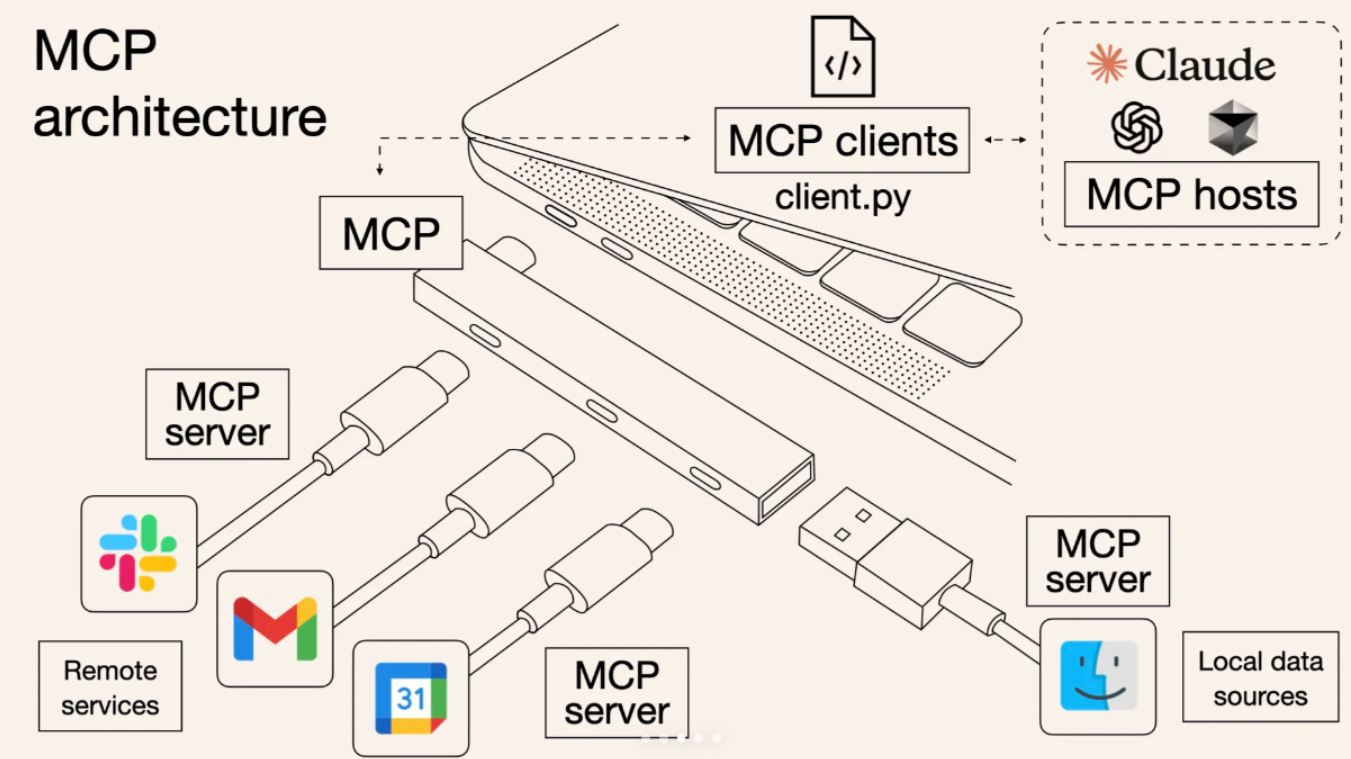 MCP
architecture
</>
MCP clients
client.py
Claude
MCP hosts
MCP
MCP
server
MCP
server
31
Remote
services
MCP
server
Local data
sources